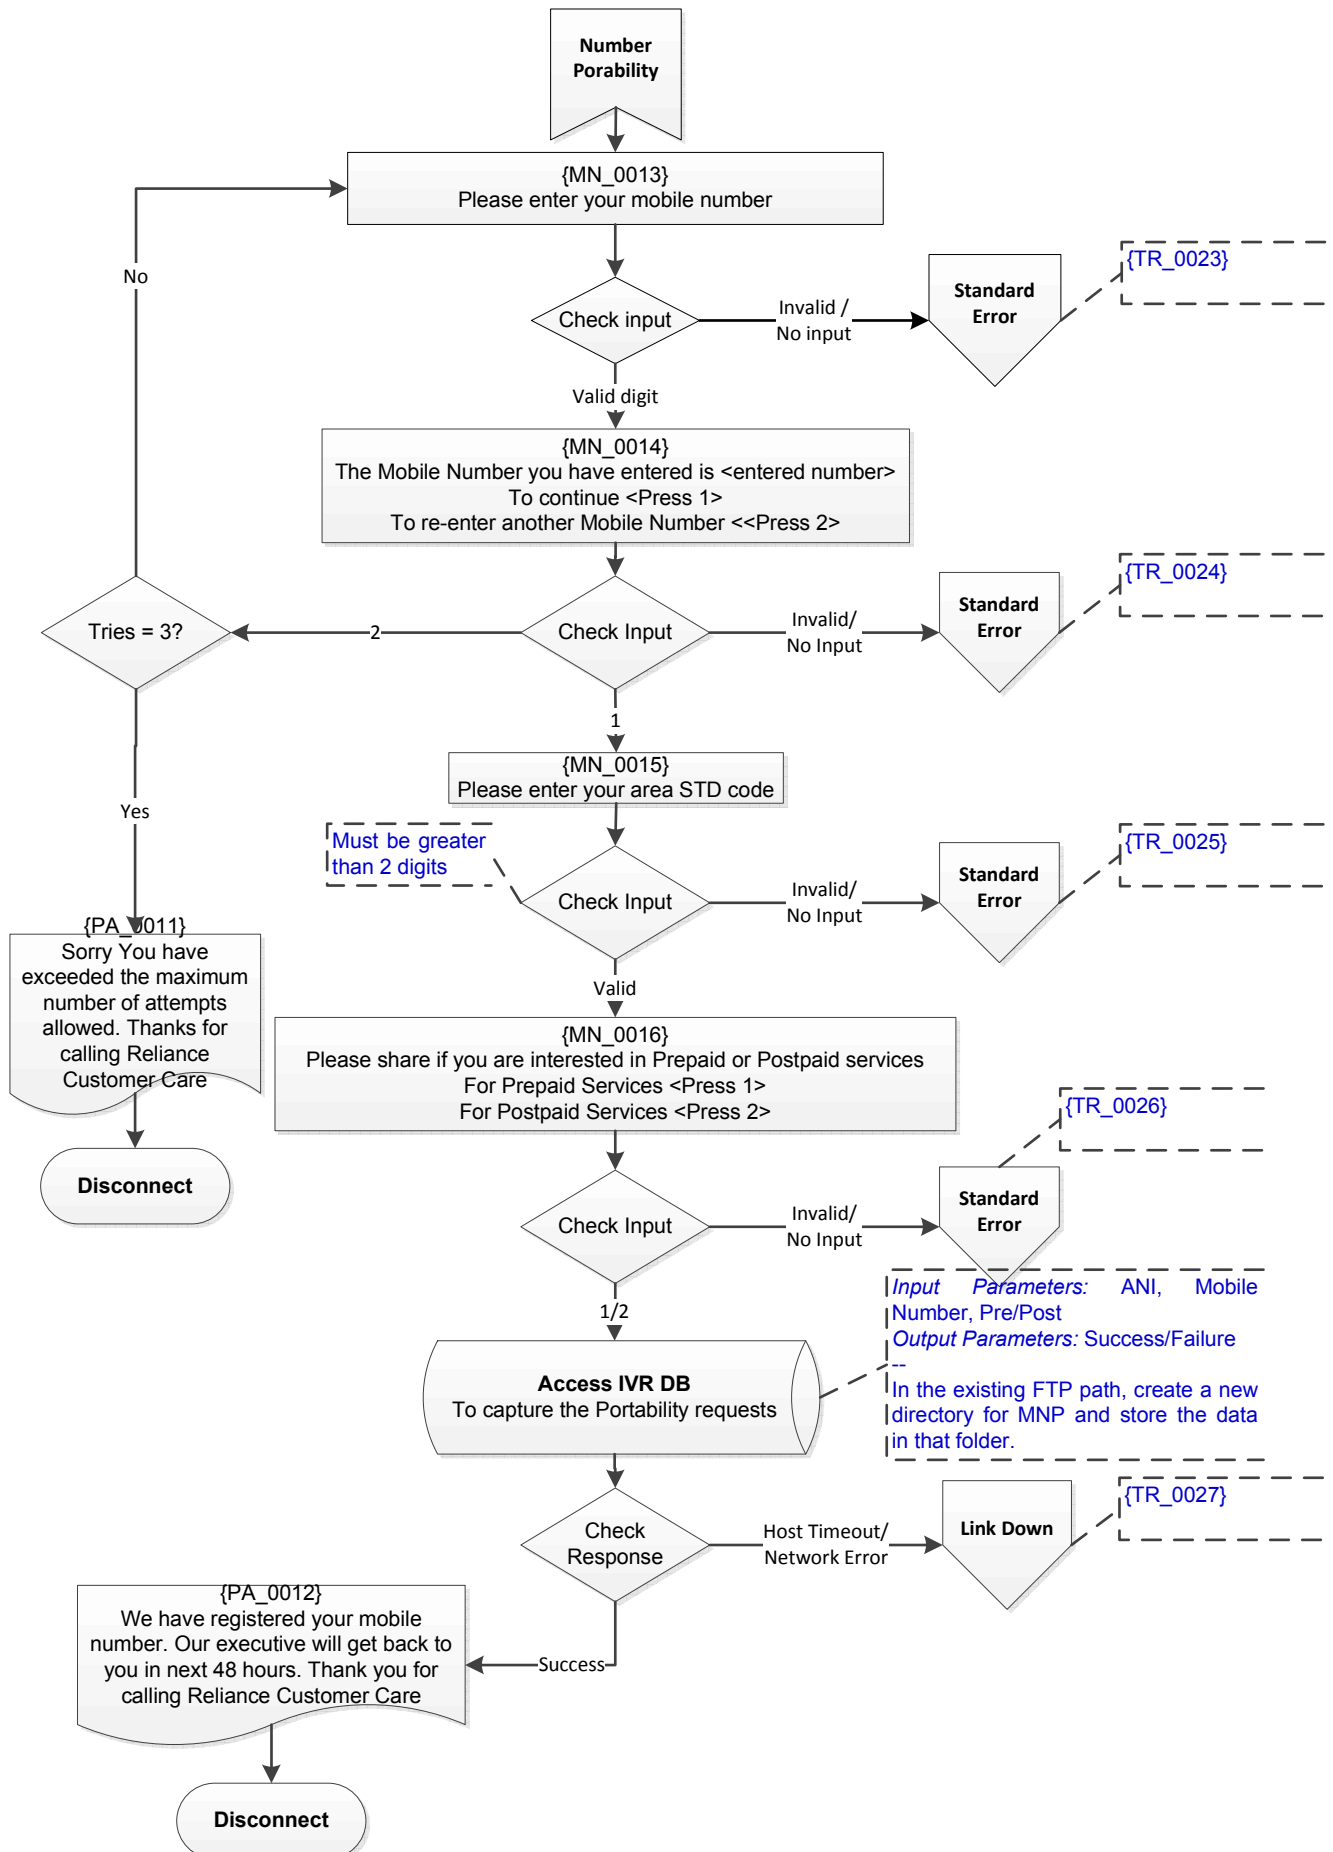 Number
Porability
{MN_0013}
Please enter your mobile number
No
Check input
Invalid /
No input
Standard
Error
{TR_0023}
Valid digit
{MN_0014}
The Mobile Number you have entered is <entered number>
To continue <Press 1>
To re-enter another Mobile Number <<Press 2>
Tries = 3?
2
Check Input
Invalid/
No Input
Standard
Error
{TR_0024}
1
{MN_0015}
Please enter your area STD code
Yes
Must be greater
than 2 digits
Check Input
Invalid/
No Input
Standard
Error
{TR_0025}
{PA_0011}
Sorry You have
exceeded the maximum
number of attempts
allowed. Thanks for
calling Reliance
Customer Care
Disconnect
Valid
{MN_0016}
Please share if you are interested in Prepaid or Postpaid services
For Prepaid Services <Press 1>
For Postpaid Services <Press 2>
{TR_0026}
Check Input
Invalid/
No Input
Standard
Error
1/2
Input Parameters: ANI, Mobile
Number, Pre/Post
Output Parameters: Success/Failure
--
In the existing FTP path, create a new
directory for MNP and store the data
in that folder.
Access IVR DB
To capture the Portability requests
Check
Response
Host Timeout/
Network Error
Link Down
{TR_0027}
{PA_0012}
We have registered your mobile
number. Our executive will get back to
you in next 48 hours. Thank you for
calling Reliance Customer Care
Success
Disconnect